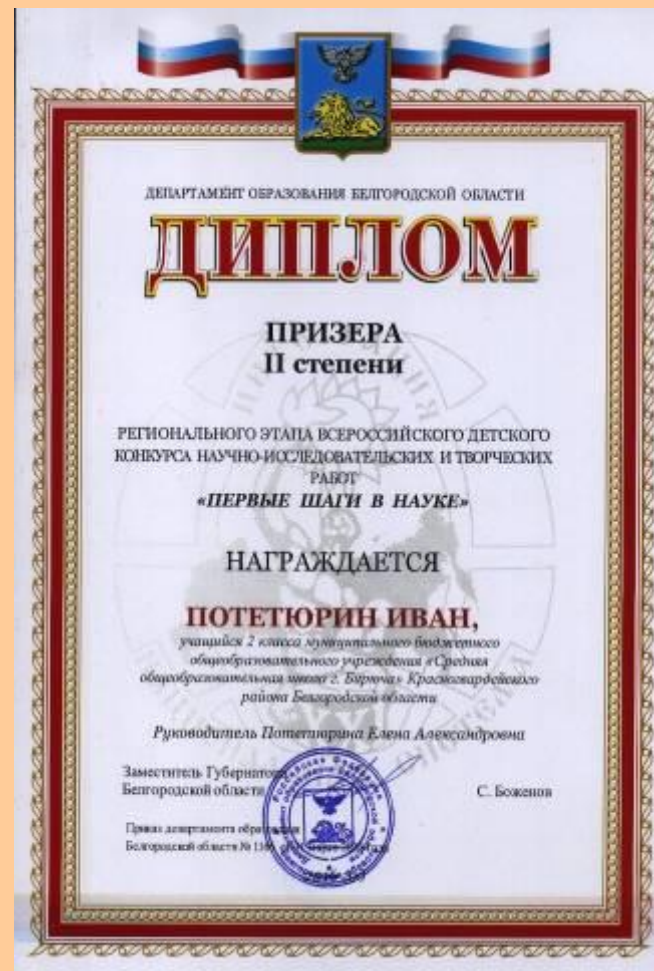 ДЕПАРТАМЕНТ ОБРАЗОВАНИЯ БЕЛГОРОДСКОЙ ОБЛАСТИ
ДИПЛОМ
ПРИЗЕРА
II степени
РЕГИОНАЛЬНОГО ЭТАПА ВСЕРОССИЙСКОГО ДЕТСКОГО
КОНКУРСА НАУЧНО-ИССЛЕДОВАТЕЛЬСКИХ И ТВОРЧЕСКИХ
РАБОТ
«ПЕРВЫЕ ШАГИ В НАУКЕ»
НАГРАЖДАЕТСЯ
ПОТЕТЮРИН ИВАН,
учащийся 2 класса муниципального бюджетного
общеобразовательного учреждения «Средняя
общеобразовательная школа г. Бирюча» Красногвардейского
района Белгородской области
Руководитель Потетюрина Елена Александровна
Заместитель Губернатора
Белгородской области
С. Боженов
Приказ департамента образования
Белгородской области №